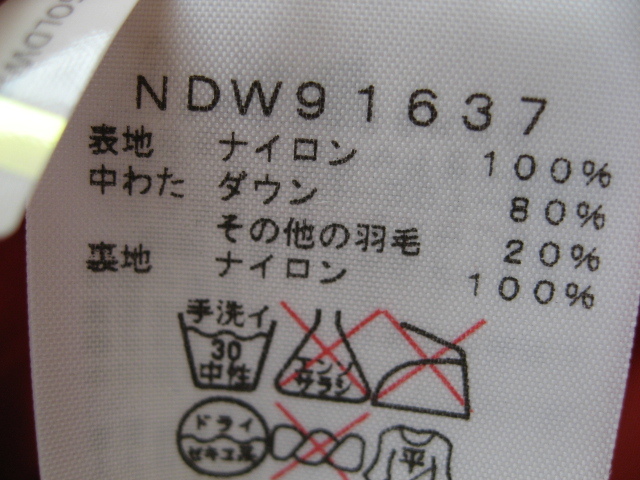 GOLDW
NDW91637
表地 ナイロン 100%
中わた ダウン 80%
その他の羽毛 20%
裏地 ナイロン 100%
手洗イ
30
中性
エンソ
サラシ
ドライ
セキユ系
平